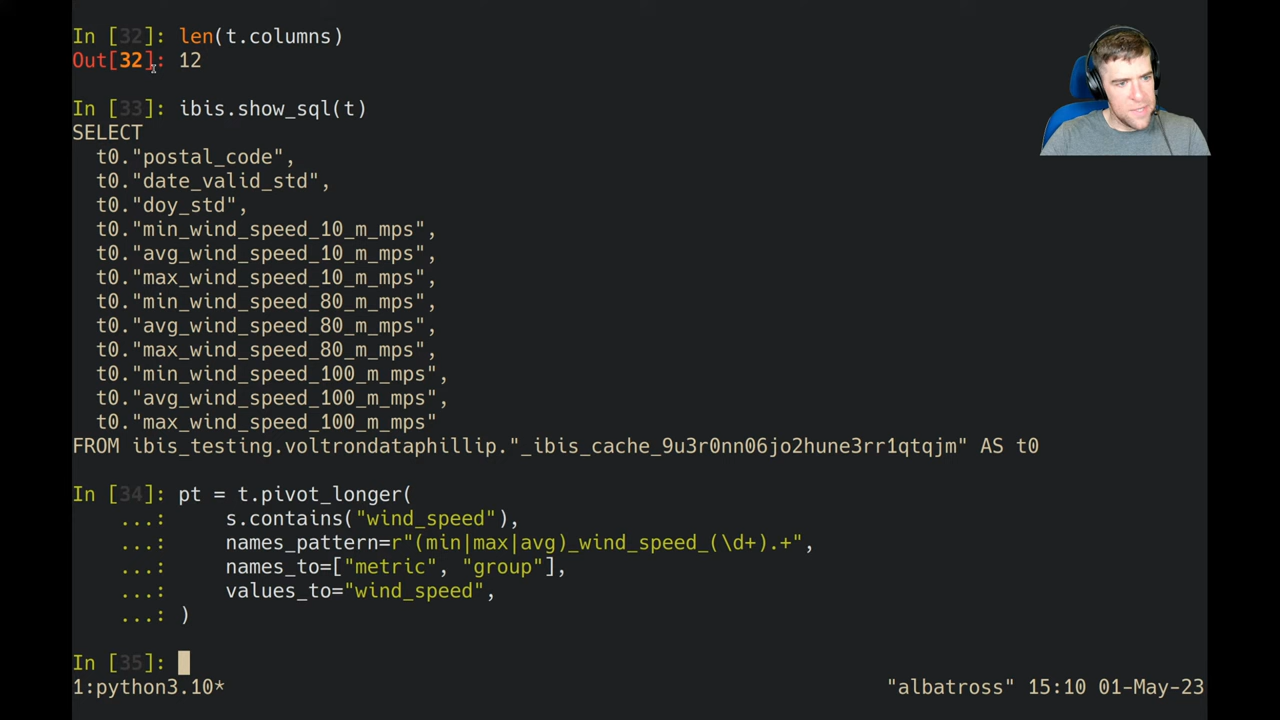 In [32]: len(t.columns)
Out[32]: 12
In [33]: ibis.show_sql(t)
SELECT
  t0."postal_code",
  t0."date_valid_std",
  t0."doy_std",
  t0."min_wind_speed_10_m_mps",
  t0."avg_wind_speed_10_m_mps",
  t0."max_wind_speed_10_m_mps",
  t0."min_wind_speed_80_m_mps",
  t0."avg_wind_speed_80_m_mps",
  t0."max_wind_speed_80_m_mps",
  t0."min_wind_speed_100_m_mps",
  t0."avg_wind_speed_100_m_mps",
  t0."max_wind_speed_100_m_mps"
FROM ibis_testing.voltrondataphillip."_ibis_cache_9u3r0nn06jo2hune3rr1qtqjm" AS t0
In [34]: pt = t.pivot_longer(
    ...:     s.contains("wind_speed"),
    ...:     names_pattern=r"(min|max|avg)_wind_speed_(\d+).+",
    ...:     names_to=["metric", "group"],
    ...:     values_to="wind_speed",
    ...: )
In [35]:
1:python3.10* "albatross" 15:10 01-May-23